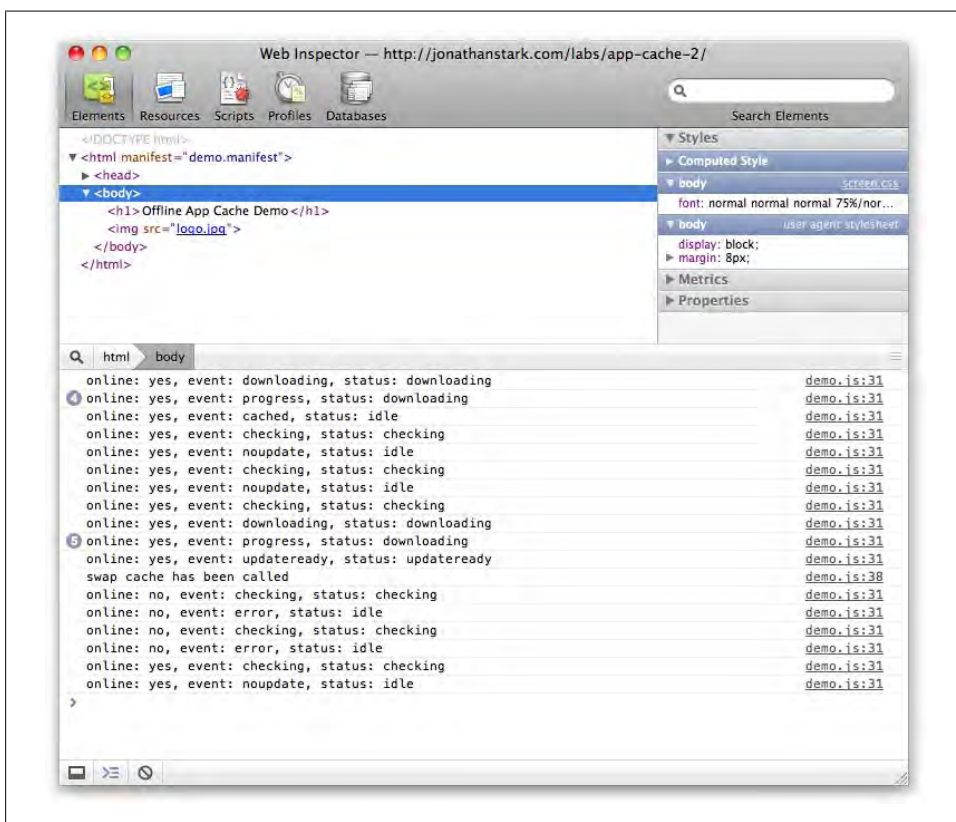 Web Inspector — http://jonathanstark.com/labs/app-cache-2/
Elements Resources Scripts Profiles Databases
Search Elements
<!DOCTYPE html>
▼ <html manifest="demo.manifest">
▶ <head>
▼ <body>
<h1>Offline App Cache Demo</h1>
<img src="logo.jpg">
</body>
</html>
▼ Styles
▶ Computed Style
▼ body screen.css
font: normal normal normal 75%/nor...
▼ body user agent stylesheet
display: block;
▶ margin: 8px;
▶ Metrics
▶ Properties
html body
online: yes, event: downloading, status: downloading demo.js:31
4 online: yes, event: progress, status: downloading demo.js:31
online: yes, event: cached, status: idle demo.js:31
online: yes, event: checking, status: checking demo.js:31
online: yes, event: noupdate, status: idle demo.js:31
online: yes, event: checking, status: checking demo.js:31
online: yes, event: noupdate, status: idle demo.js:31
online: yes, event: checking, status: checking demo.js:31
online: yes, event: downloading, status: downloading demo.js:31
5 online: yes, event: progress, status: downloading demo.js:31
online: yes, event: updateready, status: updateready demo.js:31
swap cache has been called demo.js:38
online: no, event: checking, status: checking demo.js:31
online: no, event: error, status: idle demo.js:31
online: no, event: checking, status: checking demo.js:31
online: no, event: error, status: idle demo.js:31
online: yes, event: checking, status: checking demo.js:31
online: yes, event: noupdate, status: idle demo.js:31
>